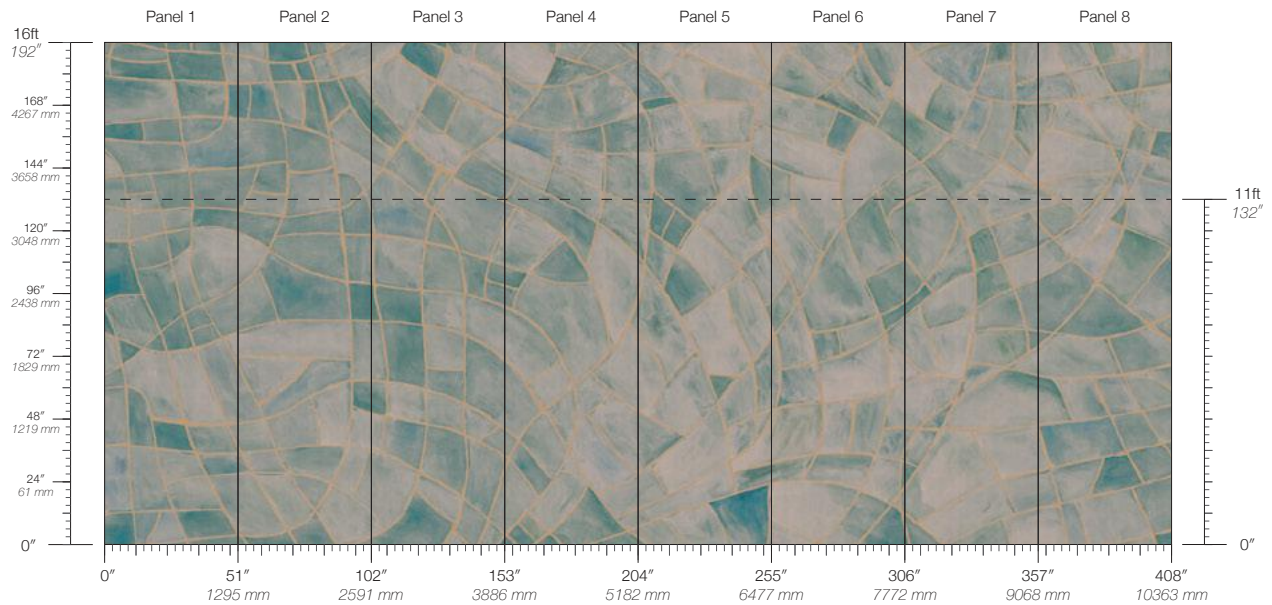 Panel 1 Panel 2 Panel 3 Panel 4 Panel 5 Panel 6 Panel 7 Panel 8
16ft
192″
168″
4267 mm
144″
3658 mm
11ft
132″
120″
3048 mm
96″
2438 mm
72″
1829 mm
48″
1219 mm
24″
61 mm
0″ 0″
0″ 51″ 102″ 153″ 204″ 255″ 306″ 357″ 408″
1295 mm 2591 mm 3886 mm 5182 mm 6477 mm 7772 mm 9068 mm 10363 mm